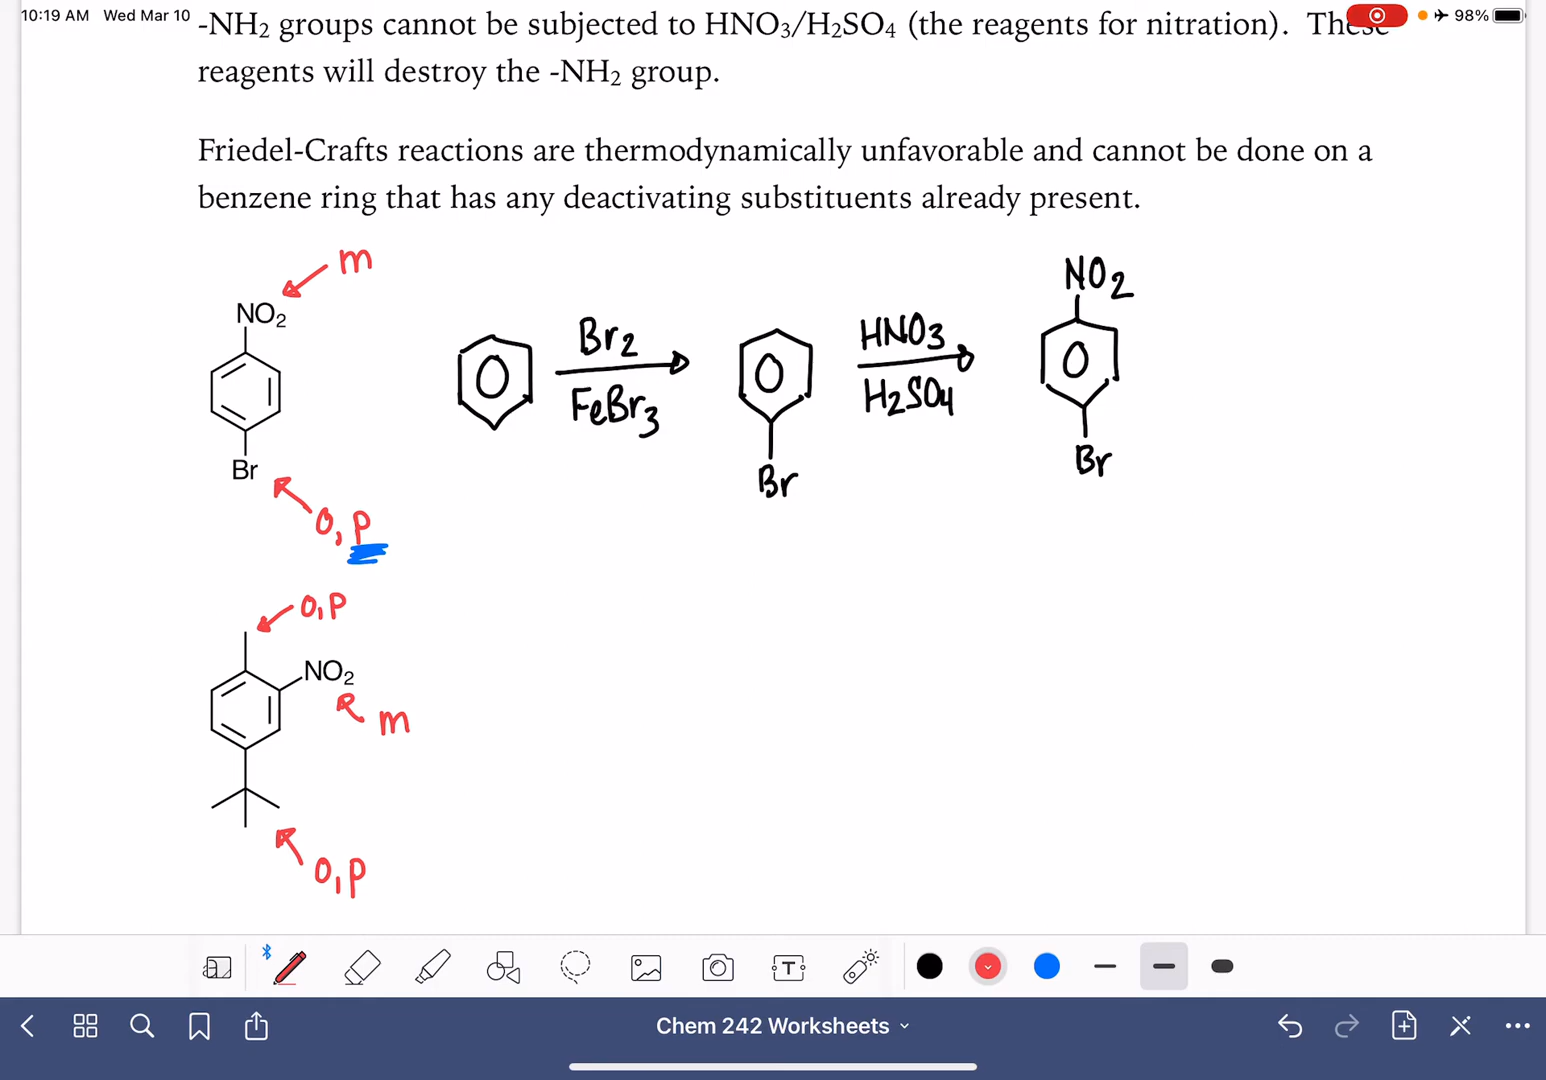 10:19 AM Wed Mar 10
98%
-NH₂ groups cannot be subjected to HNO₃/H₂SO₄ (the reagents for nitration). These
reagents will destroy the -NH₂ group.
Friedel-Crafts reactions are thermodynamically unfavorable and cannot be done on a
benzene ring that has any deactivating substituents already present.
m
NO₂
Br
o, p
Br₂
FeBr₃
Br
HNO₃
H₂SO₄
NO₂
Br
o, p
NO₂
m
o, p
a
T
Chem 242 Worksheets